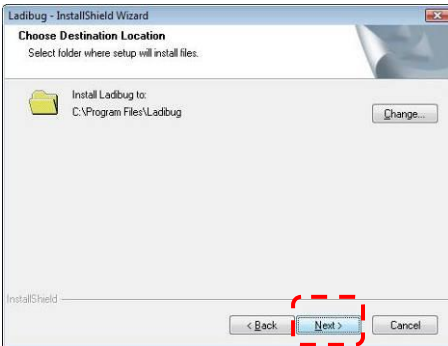 Ladibug - InstallShield Wizard
Choose Destination Location
Select folder where setup will install files.
Install Ladibug to:
C:\Program Files\Ladibug
Change...
InstallShield
< Back
Next >
Cancel